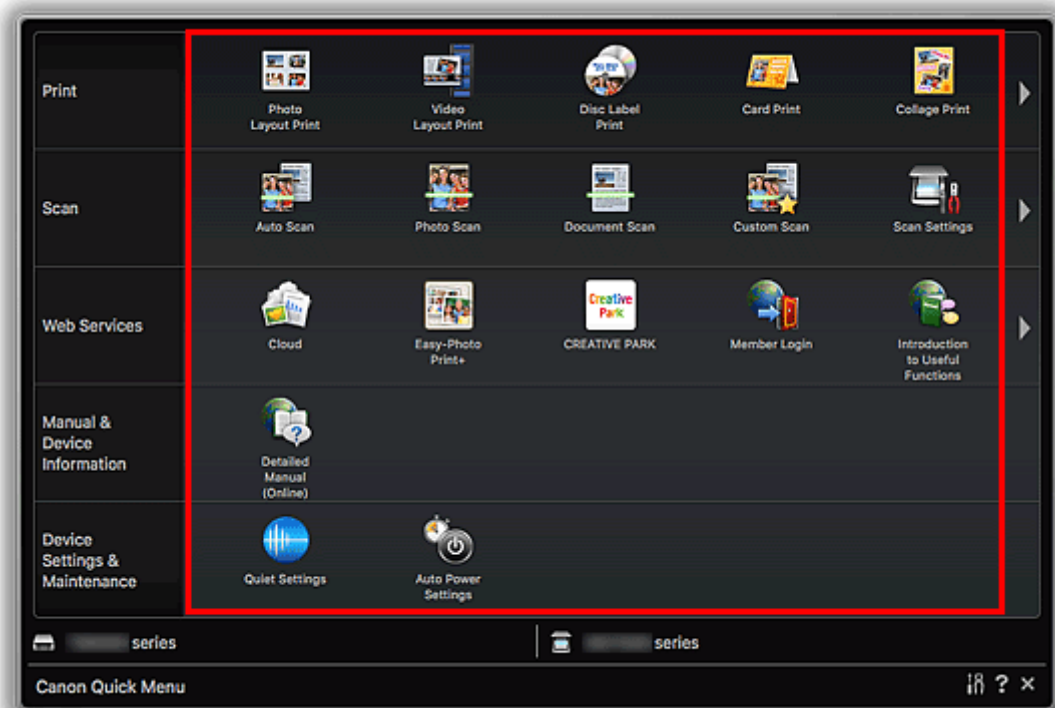 Print
Photo
Layout Print
Video
Layout Print
Disc Label
Print
Card Print
Collage Print
Scan
Auto Scan
Photo Scan
Document Scan
Custom Scan
Scan Settings
Web Services
Cloud
Easy-Photo
Print+
Creative
Park
CREATIVE PARK
Member Login
Introduction
to Useful
Functions
Manual &
Device
Information
Detailed
Manual
(Online)
Device
Settings &
Maintenance
Quiet Settings
Auto Power
Settings
series
series
Canon Quick Menu
?